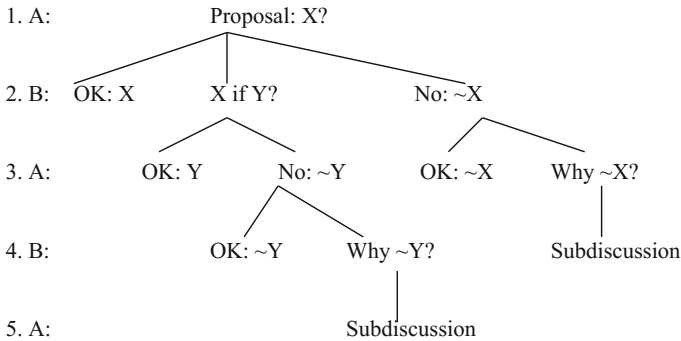 1. A: Proposal: X?
2. B: OK: X X if Y? No: ~X
3. A: OK: Y No: ~Y OK: ~X Why ~X?
4. B: OK: ~Y Why ~Y? Subdiscussion
5. A: Subdiscussion